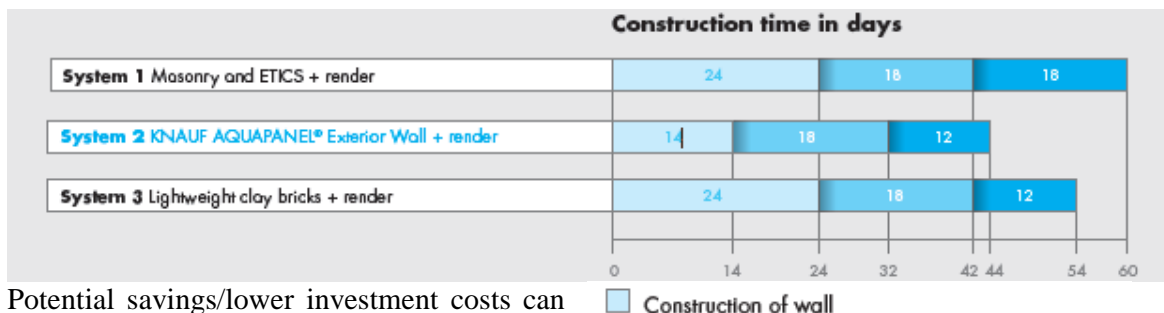 Construction time in days
System 1 Masonry and ETICS + render 24 18 18
System 2 KNAUF AQUAPANEL® Exterior Wall + render 14 18 12
System 3 Lightweight clay bricks + render 24 18 12
0 14 24 32 42 44 54 60
Potential savings/lower investment costs can
Construction of wall